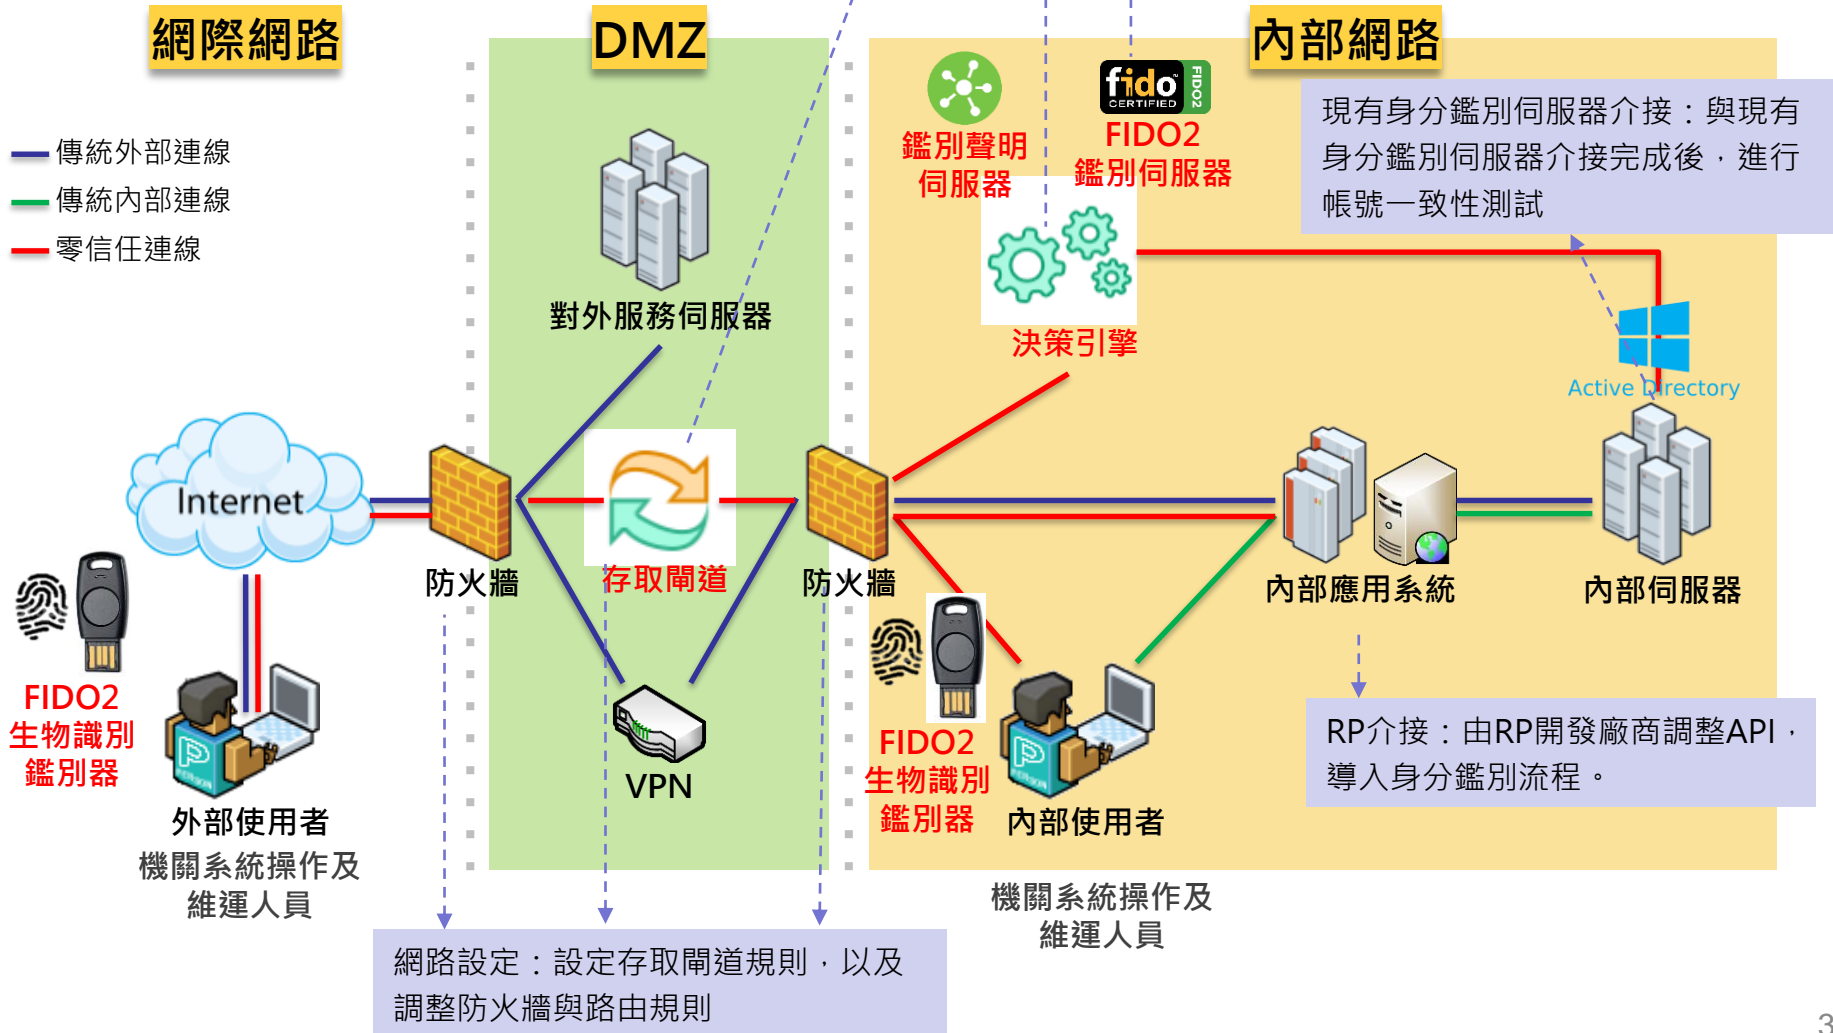 網際網路
DMZ
內部網路
傳統外部連線
傳統內部連線
零信任連線
對外服務伺服器
鑑別聲明
伺服器
fido
CERTIFIED
FIDO2
FIDO2
鑑別伺服器
現有身分鑑別伺服器介接：與現有
身分鑑別伺服器介接完成後，進行
帳號一致性測試
決策引擎
Active Directory
Internet
防火牆
存取閘道
防火牆
內部應用系統
內部伺服器
FIDO2
生物識別
鑑別器
外部使用者
機關系統操作及
維運人員
VPN
FIDO2
生物識別
鑑別器
內部使用者
機關系統操作及
維運人員
RP介接：由RP開發廠商調整API，
導入身分鑑別流程。
網路設定：設定存取閘道規則，以及
調整防火牆與路由規則
3